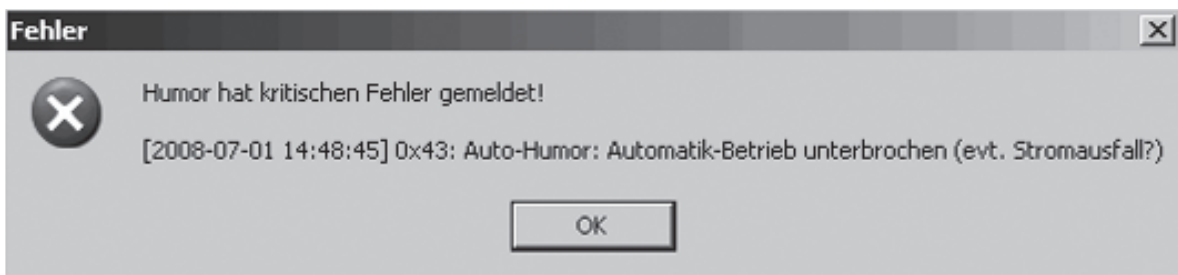 Fehler
Humor hat kritischen Fehler gemeldet!
[2008-07-01 14:48:45] 0x43: Auto-Humor: Automatik-Betrieb unterbrochen (evt. Stromausfall?)
OK